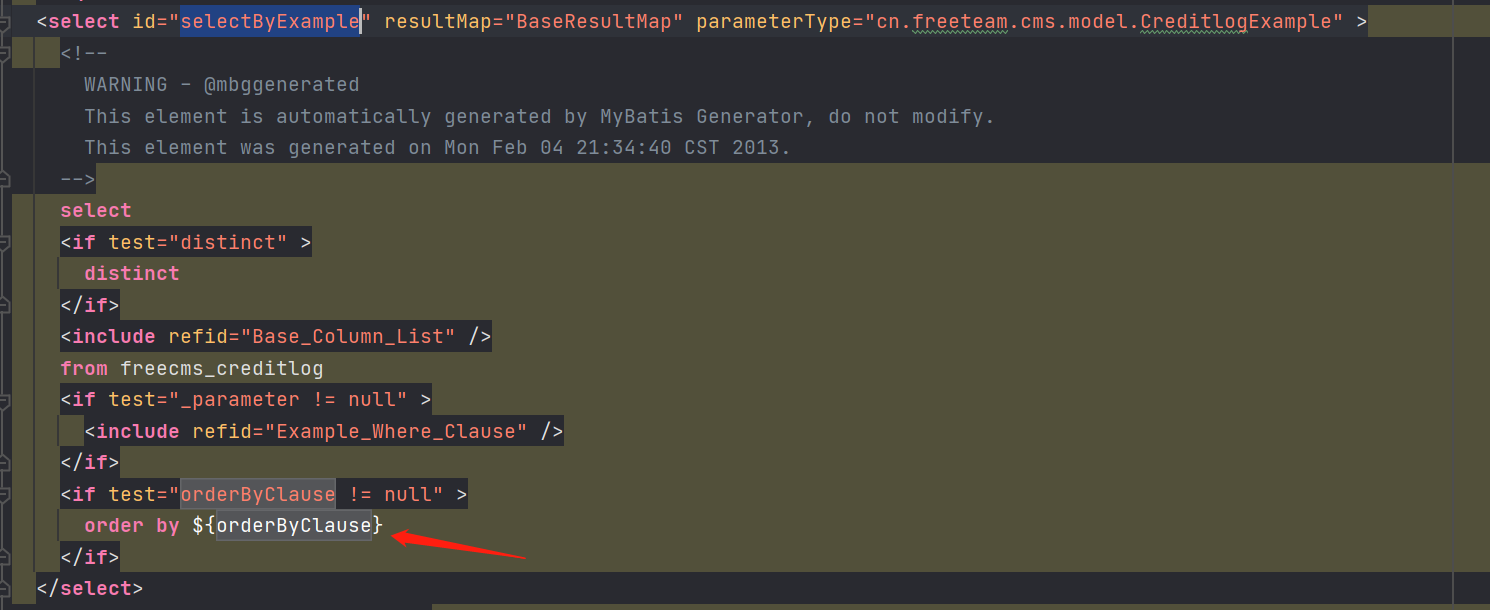 <select id="selectByExample" resultMap="BaseResultMap" parameterType="cn.freeteam.cms.model.CreditlogExample" >
<!--
WARNING - @mbggenerated
This element is automatically generated by MyBatis Generator, do not modify.
This element was generated on Mon Feb 04 21:34:40 CST 2013.
-->
select
<if test="distinct" >
distinct
</if>
<include refid="Base_Column_List" />
from freecms_creditlog
<if test="_parameter != null" >
<include refid="Example_Where_Clause" />
</if>
<if test="orderByClause != null" >
order by ${orderByClause}
</if>
</select>